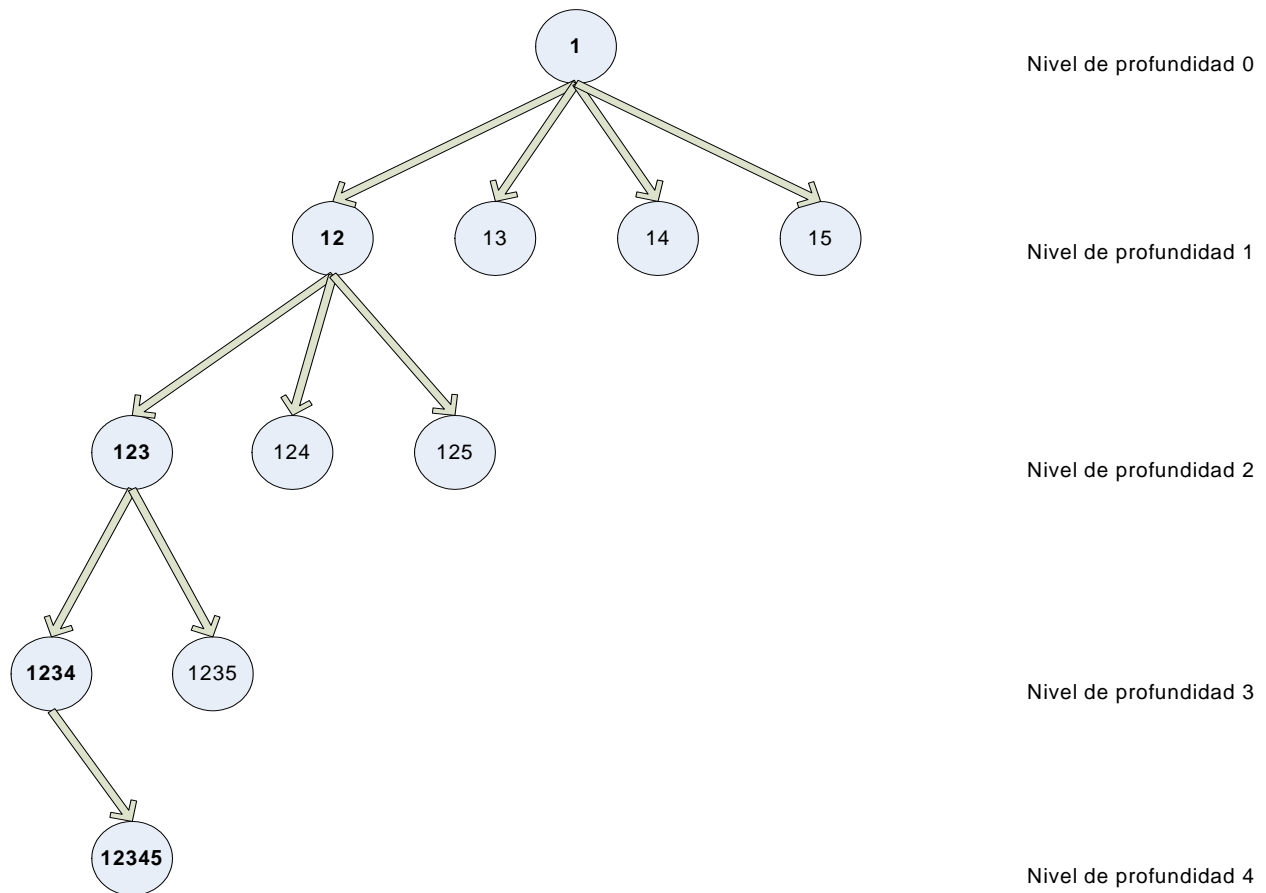 1
Nivel de profundidad 0
12 13 14 15
Nivel de profundidad 1
123 124 125
Nivel de profundidad 2
1234 1235
Nivel de profundidad 3
12345
Nivel de profundidad 4